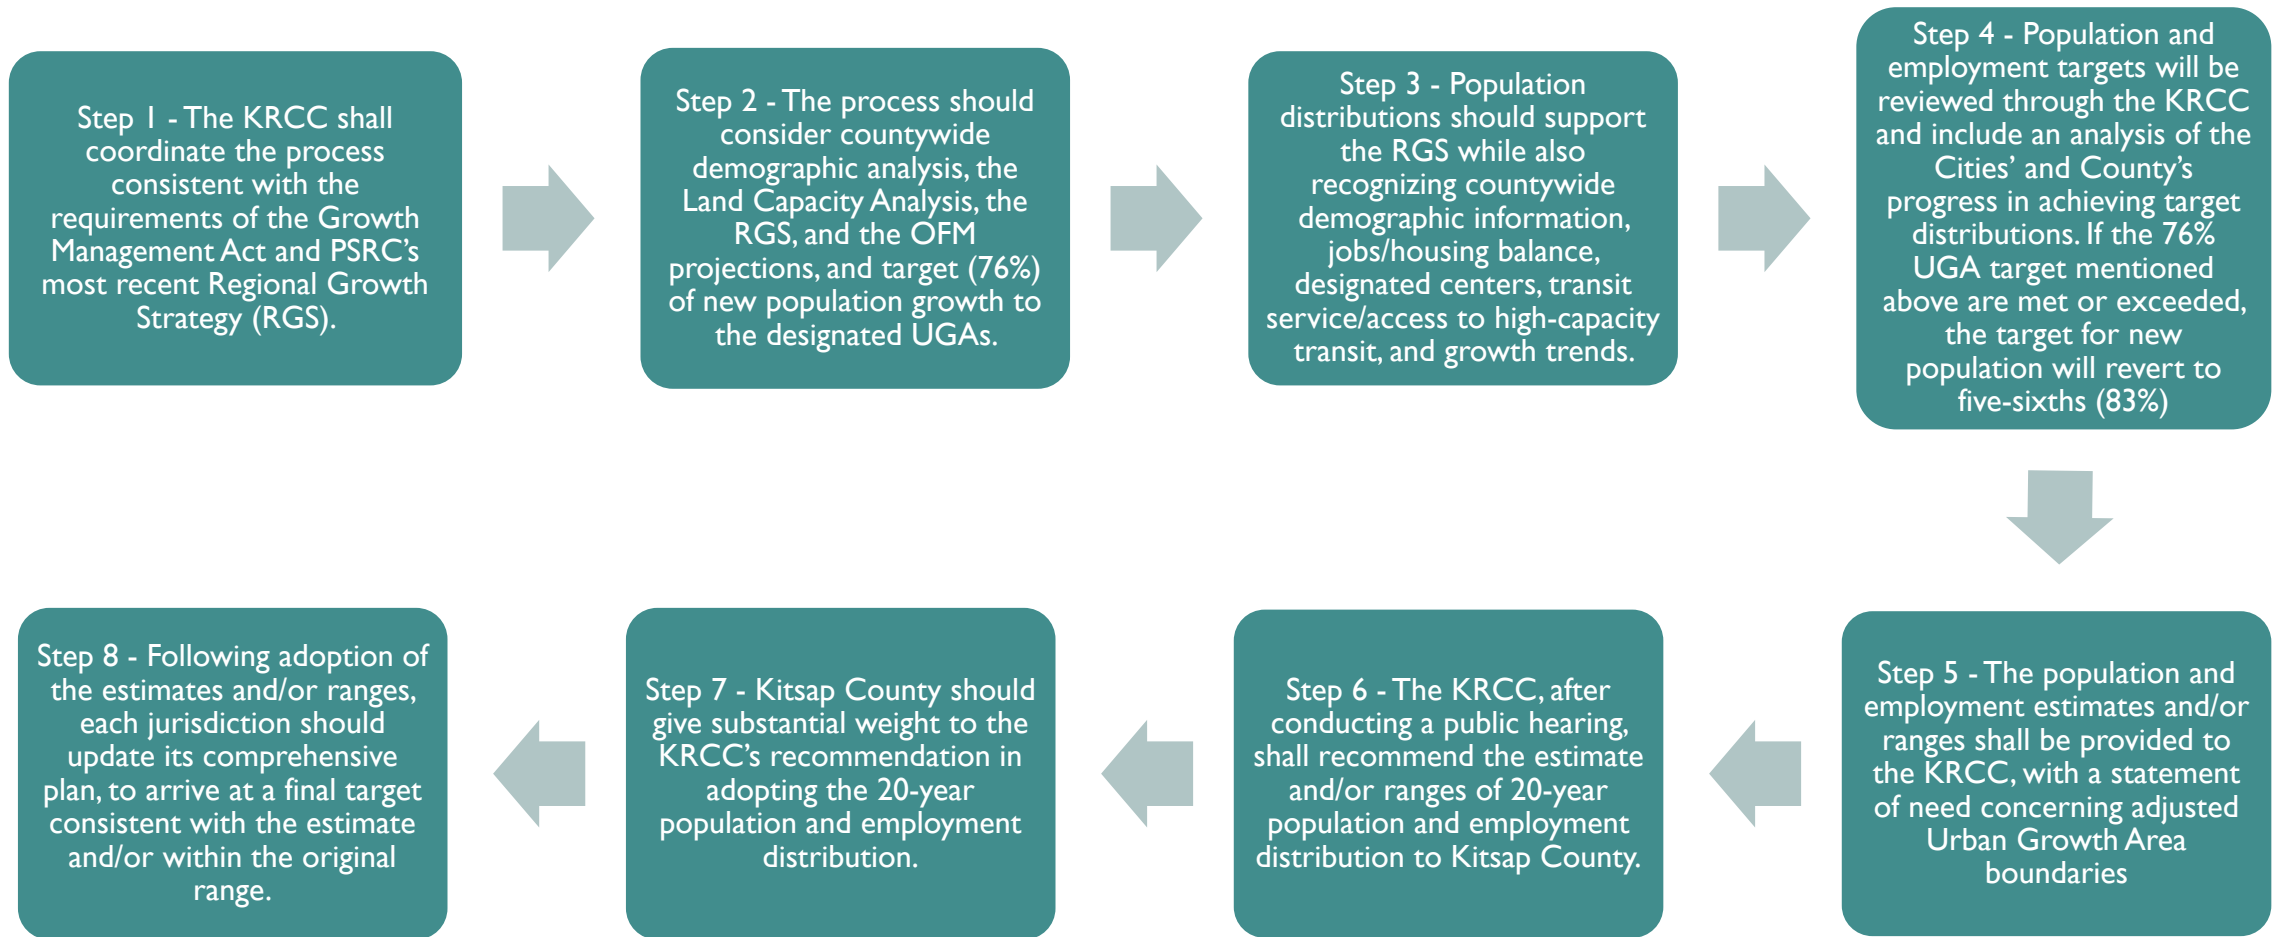 Step 1 - The KRCC shall
coordinate the process
consistent with the
requirements of the Growth
Management Act and PSRC’s
most recent Regional Growth
Strategy (RGS).
Step 2 - The process should
consider countywide
demographic analysis, the
Land Capacity Analysis, the
RGS, and the OFM
projections, and target (76%)
of new population growth to
the designated UGAs.
Step 3 - Population
distributions should support
the RGS while also
recognizing countywide
demographic information,
jobs/housing balance,
designated centers, transit
service/access to high-capacity
transit, and growth trends.
Step 4 - Population and
employment targets will be
reviewed through the KRCC
and include an analysis of the
Cities’ and County’s
progress in achieving target
distributions. If the 76%
UGA target mentioned
above are met or exceeded,
the target for new
population will revert to
five-sixths (83%)
Step 5 - The population and
employment estimates and/or
ranges shall be provided to
the KRCC, with a statement
of need concerning adjusted
Urban Growth Area
boundaries
Step 6 - The KRCC, after
conducting a public hearing,
shall recommend the estimate
and/or ranges of 20-year
population and employment
distribution to Kitsap County.
Step 7 - Kitsap County should
give substantial weight to the
KRCC’s recommendation in
adopting the 20-year
population and employment
distribution.
Step 8 - Following adoption of
the estimates and/or ranges,
each jurisdiction should
update its comprehensive
plan, to arrive at a final target
consistent with the estimate
and/or within the original
range.